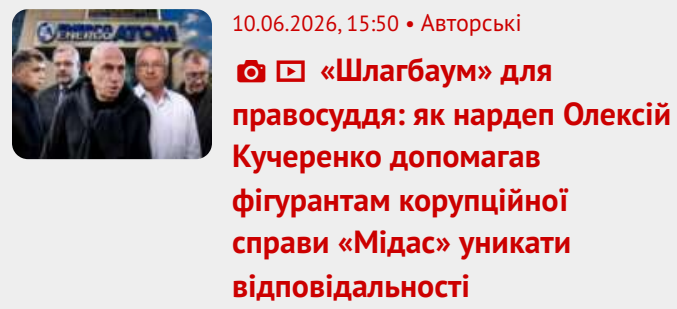 ENERGOATOM
10.06.2026, 15:50 • Авторські
«Шлагбаум» для
правосуддя: як нардеп Олексій
Кучеренко допомагав
фігурантам корупційної
справи «Мідас» уникати
відповідальності